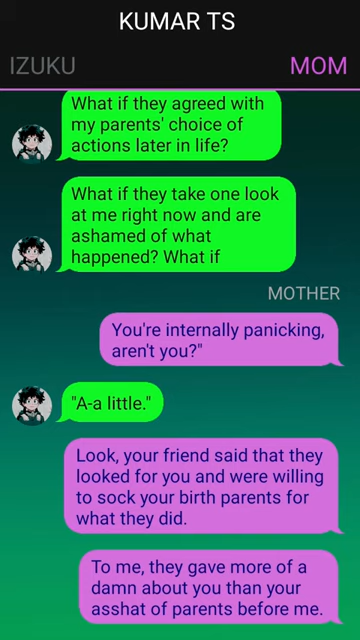 KUMAR TS
IZUKU MOM
What if they agreed with
my parents' choice of
actions later in life?
What if they take one look
at me right now and are
ashamed of what
happened? What if
MOTHER
You're internally panicking,
aren't you?"
"A-a little."
Look, your friend said that they
looked for you and were willing
to sock your birth parents for
what they did.
To me, they gave more of a
damn about you than your
asshat of parents before me.